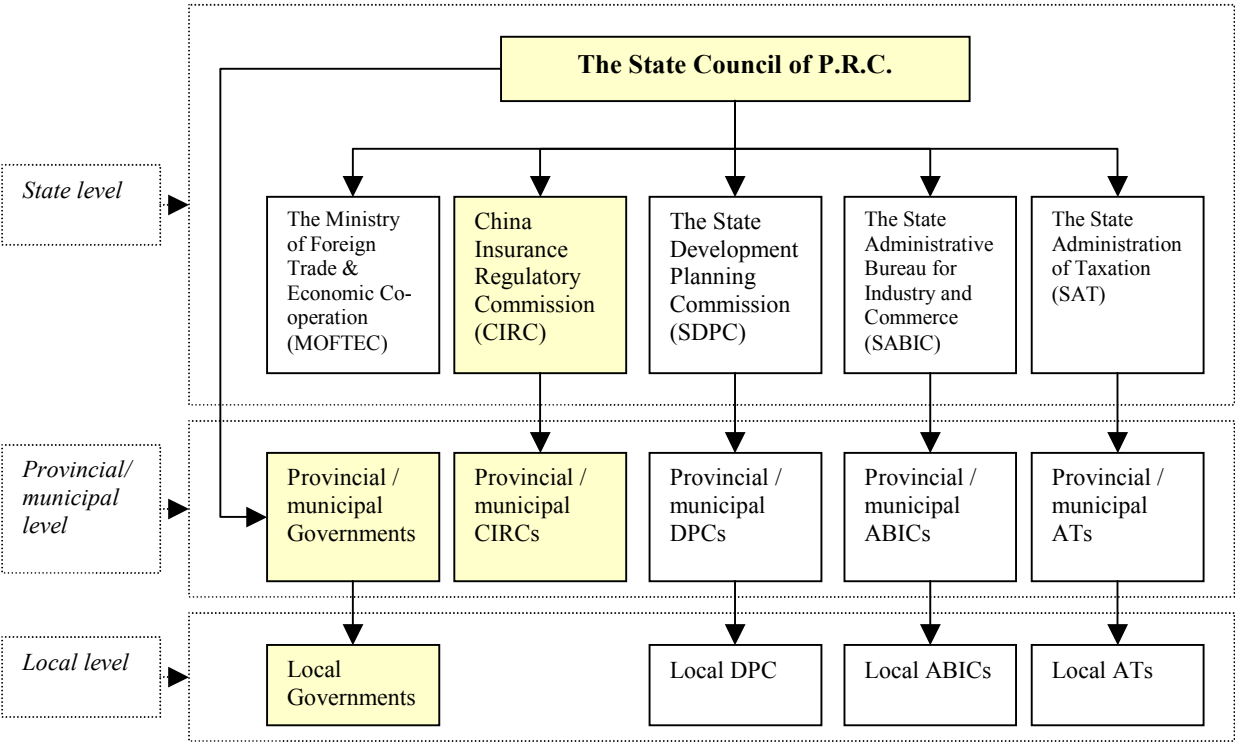 The State Council of P.R.C.
State level
The Ministry
of Foreign
Trade &
Economic Co-
operation
(MOFTEC)
China
Insurance
Regulatory
Commission
(CIRC)
The State
Development
Planning
Commission
(SDPC)
The State
Administrative
Bureau for
Industry and
Commerce
(SABIC)
The State
Administration
of Taxation
(SAT)
Provincial/
municipal
level
Provincial /
municipal
Governments
Provincial /
municipal
CIRCs
Provincial /
municipal
DPCs
Provincial /
municipal
ABICs
Provincial /
municipal
ATs
Local level
Local
Governments
Local DPC
Local ABICs
Local ATs